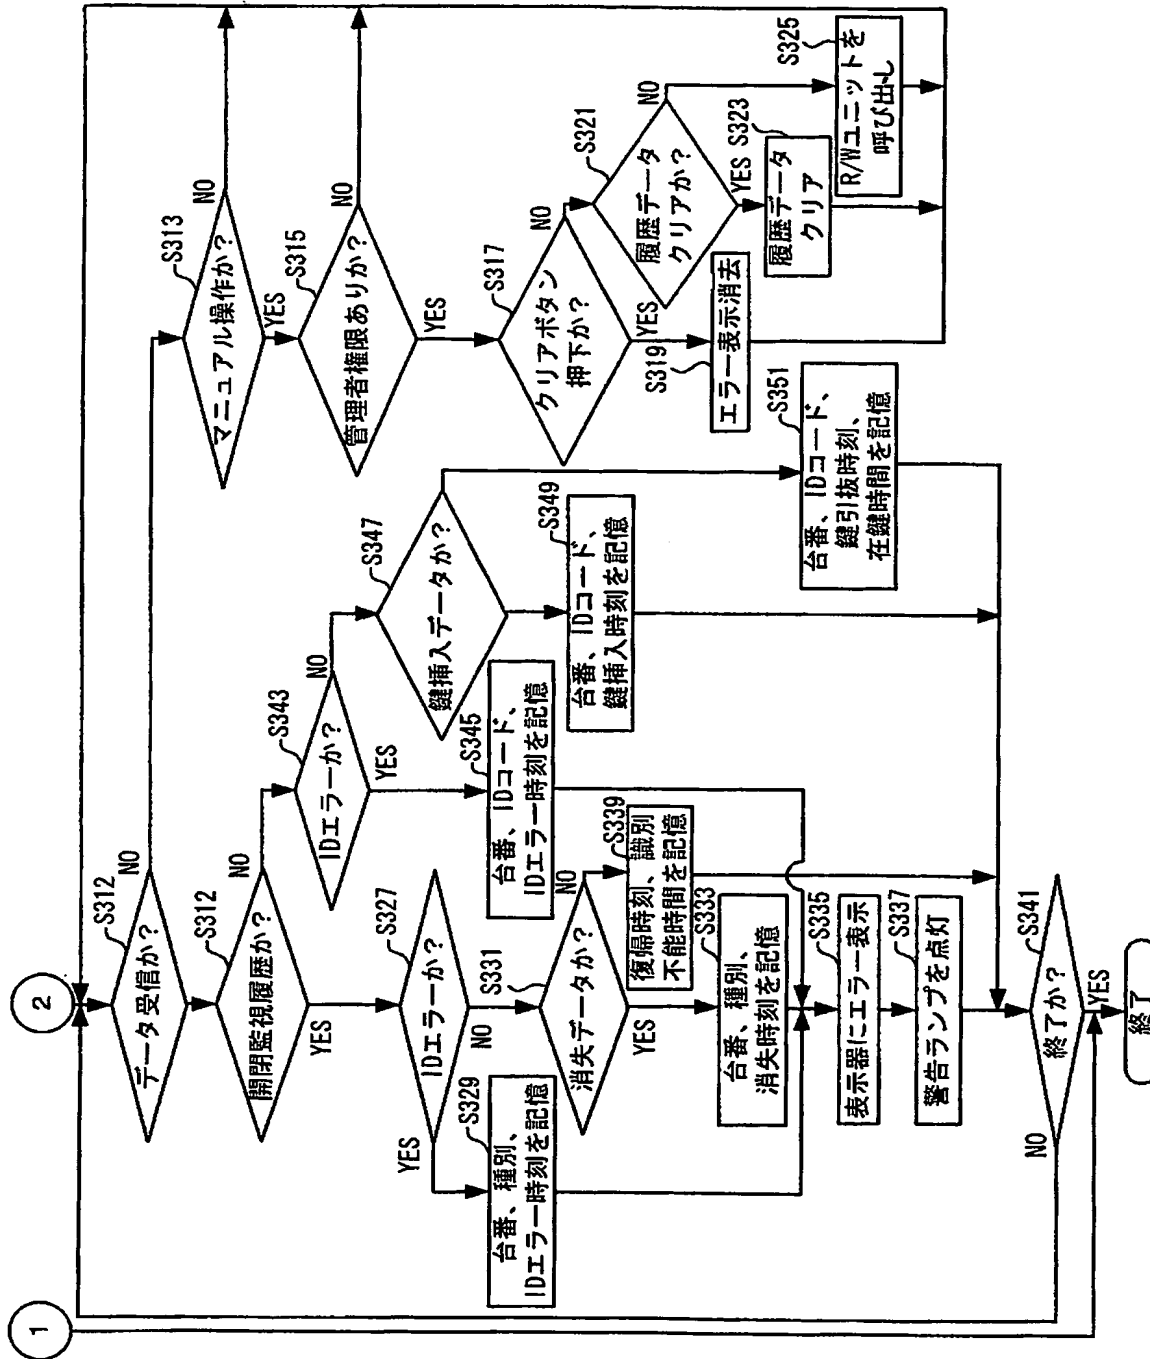 1
2
S312
データ受信か?
NO
S312
開閉監視履歴か?
NO
YES
S327
IDエラーか?
YES
NO
S329
台番、種別、
IDエラー時刻を記憶
S331
消失データか?
NO
YES
S339
復帰時刻、識別
不能時間を記憶
S333
台番、種別、
消失時刻を記憶
S335
表示器にエラー表示
S337
警告ランプを点灯
S341
終了か?
NO
YES
終了
S343
IDエラーか?
NO
YES
S345
台番、IDコード、
IDエラー時刻を記憶
S347
鍵挿入データか?
S349
台番、IDコード、
鍵挿入時刻を記憶
S351
台番、IDコード、
鍵引抜時刻、
在鍵時間を記憶
S313
マニュアル操作か?
NO
YES
S315
管理者権限ありか?
NO
YES
S317
クリアボタン
押下か?
NO
YES
S319
エラー表示消去
S321
履歴データ
クリアか?
NO
YES
S323
履歴データ
クリア
S325
R/Wユニットを
呼び出し